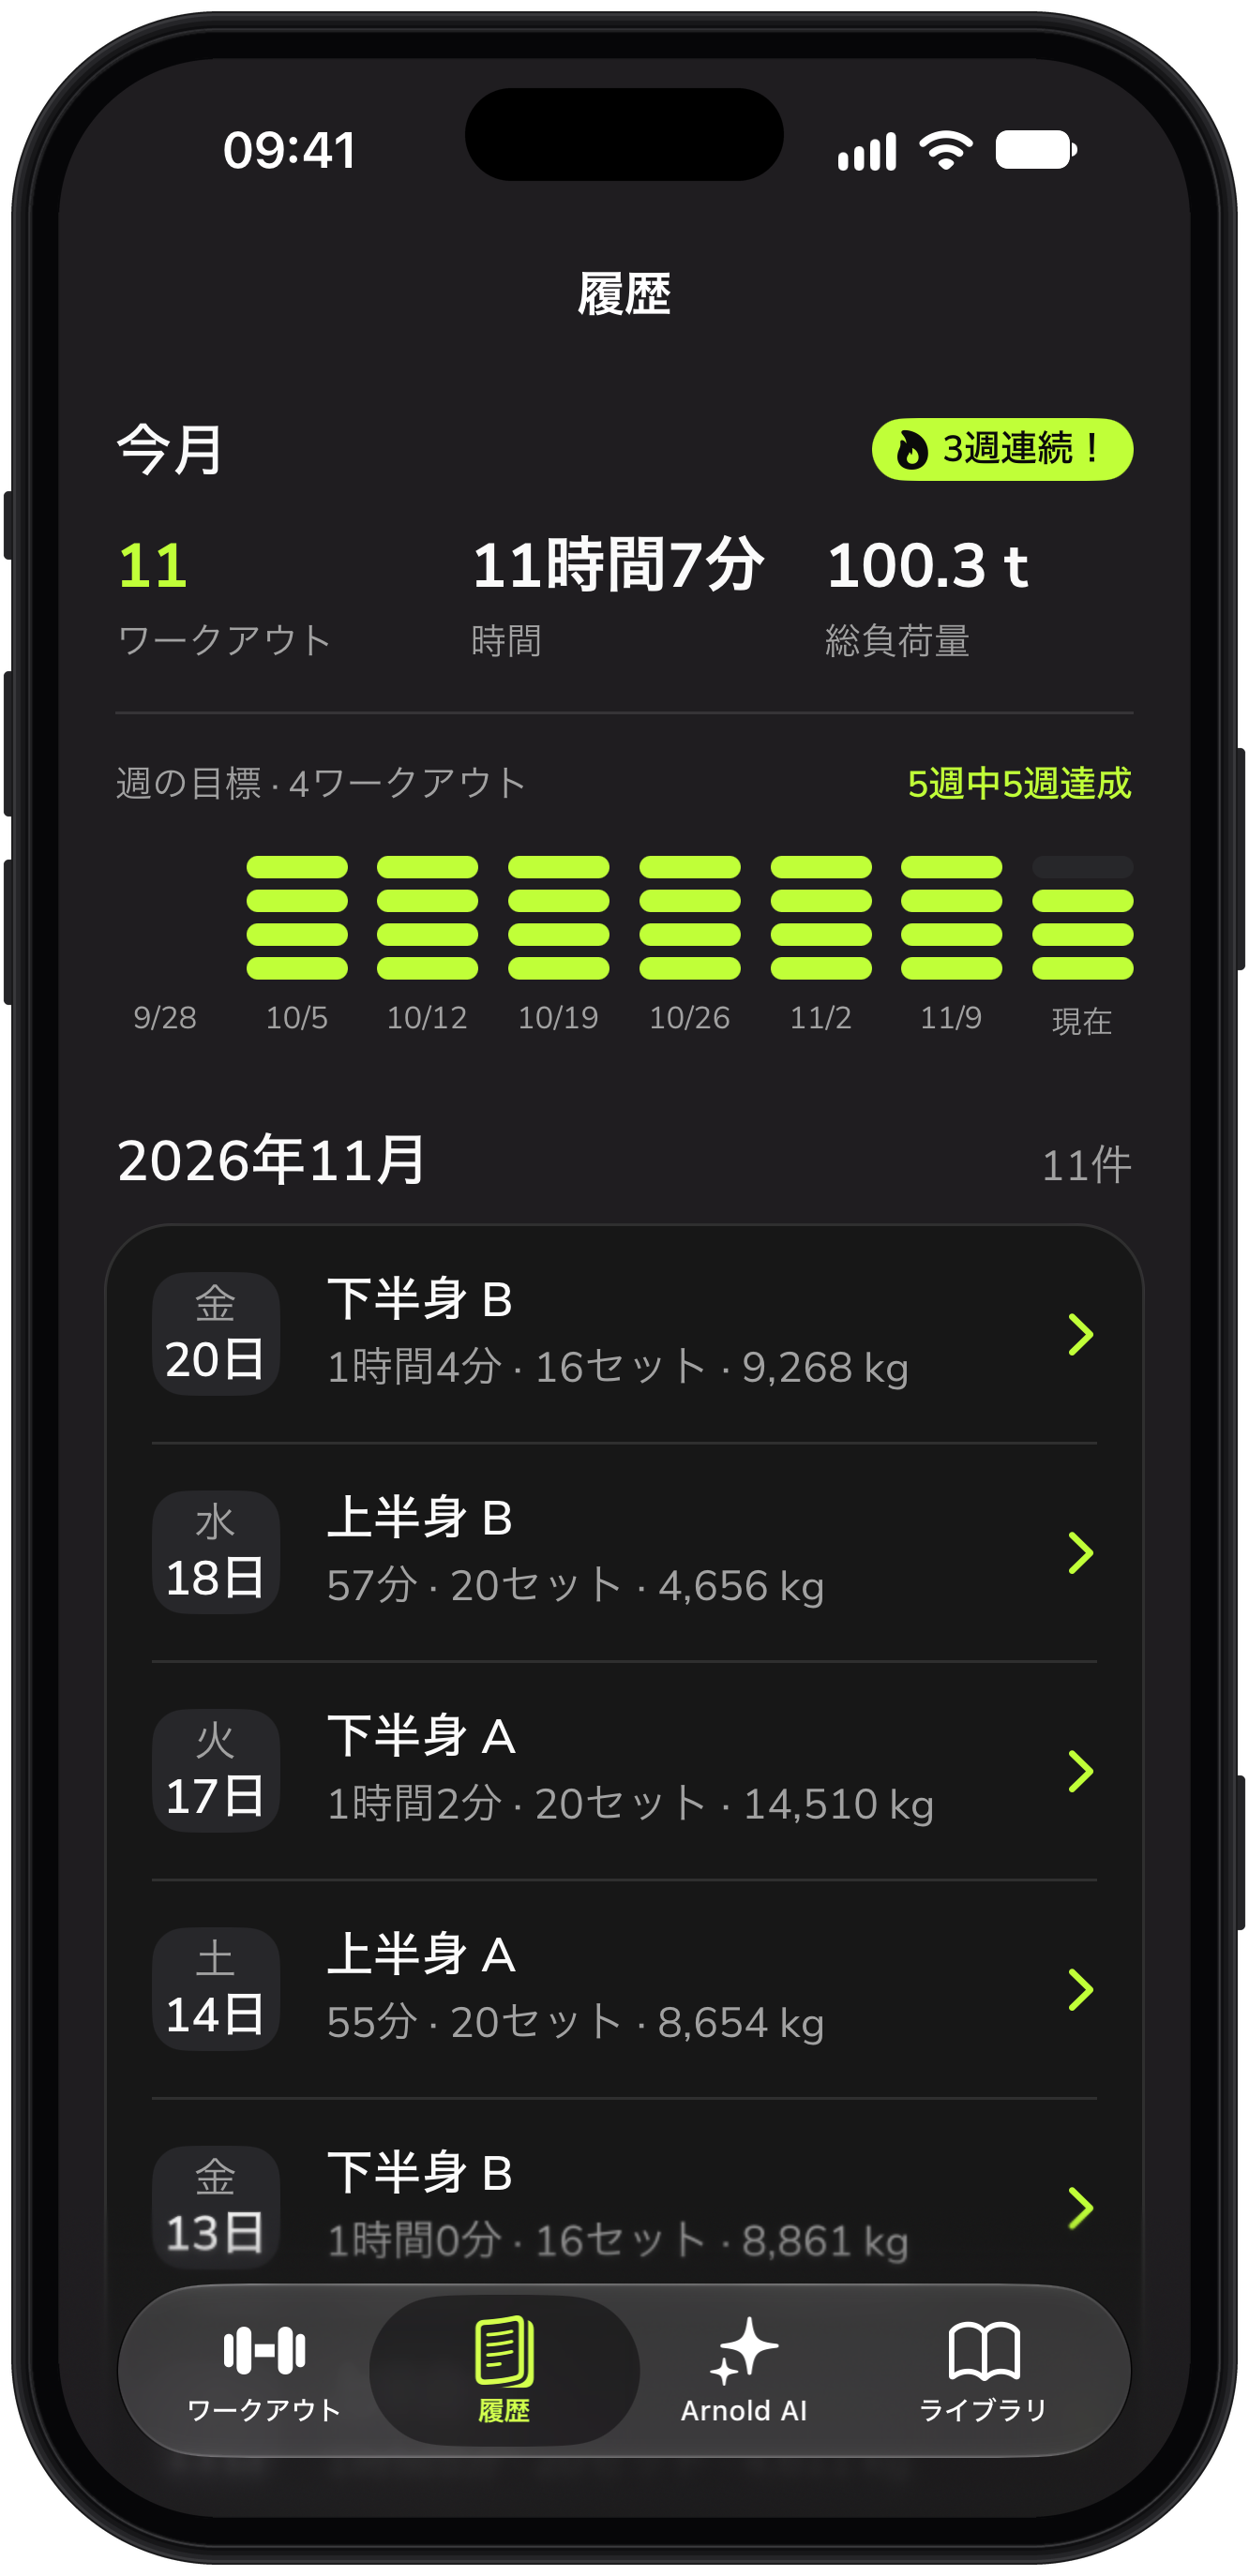 09:41
履歴
今月
3週連続！
11
11時間7分
100.3 t
ワークアウト
時間
総負荷量
週の目標 · 4ワークアウト
5週中5週達成
9/28
10/5
10/12
10/19
10/26
11/2
11/9
現在
2026年11月
11件
金
20日
下半身 B
1時間4分 · 16セット · 9,268 kg
水
18日
上半身 B
57分 · 20セット · 4,656 kg
火
17日
下半身 A
1時間2分 · 20セット · 14,510 kg
土
14日
上半身 A
55分 · 20セット · 8,654 kg
金
13日
下半身 B
1時間0分 · 16セット · 8,861 kg
ワークアウト
履歴
Arnold AI
ライブラリ